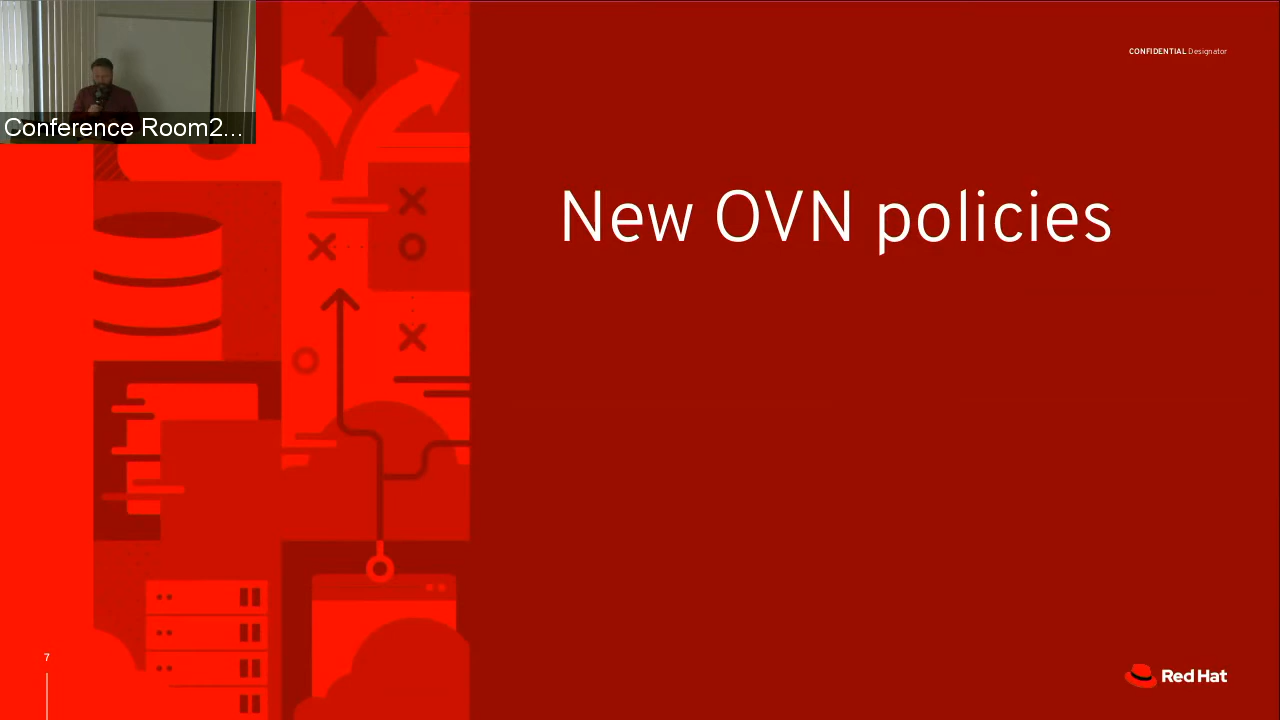 Conference Room2...
CONFIDENTIAL Designator
New OVN policies
7
Red Hat